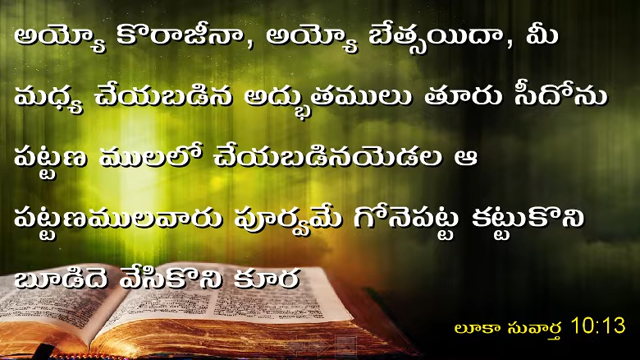 అయ్యో కొరాజీనా, అయ్యో బేత్సయిదా, మీ
మధ్య చేయబడిన అద్భుతములు తూరు సీదోను
పట్టణ ములలో చేయబడినయెడల ఆ
పట్టణములవారు పూర్వమే గోనెపట్ట కట్టుకొని
బూడిదె వేసికొని కూర
లూకా సువార్త 10:13